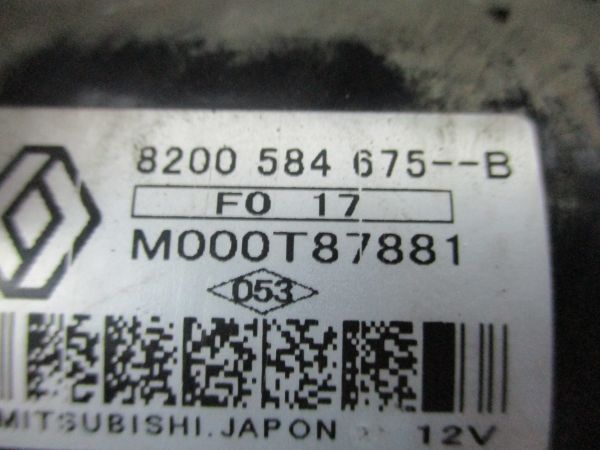 8200 584 675--B
F0 17
M000T87881
053
MITSUBISHI.JAPON 12V